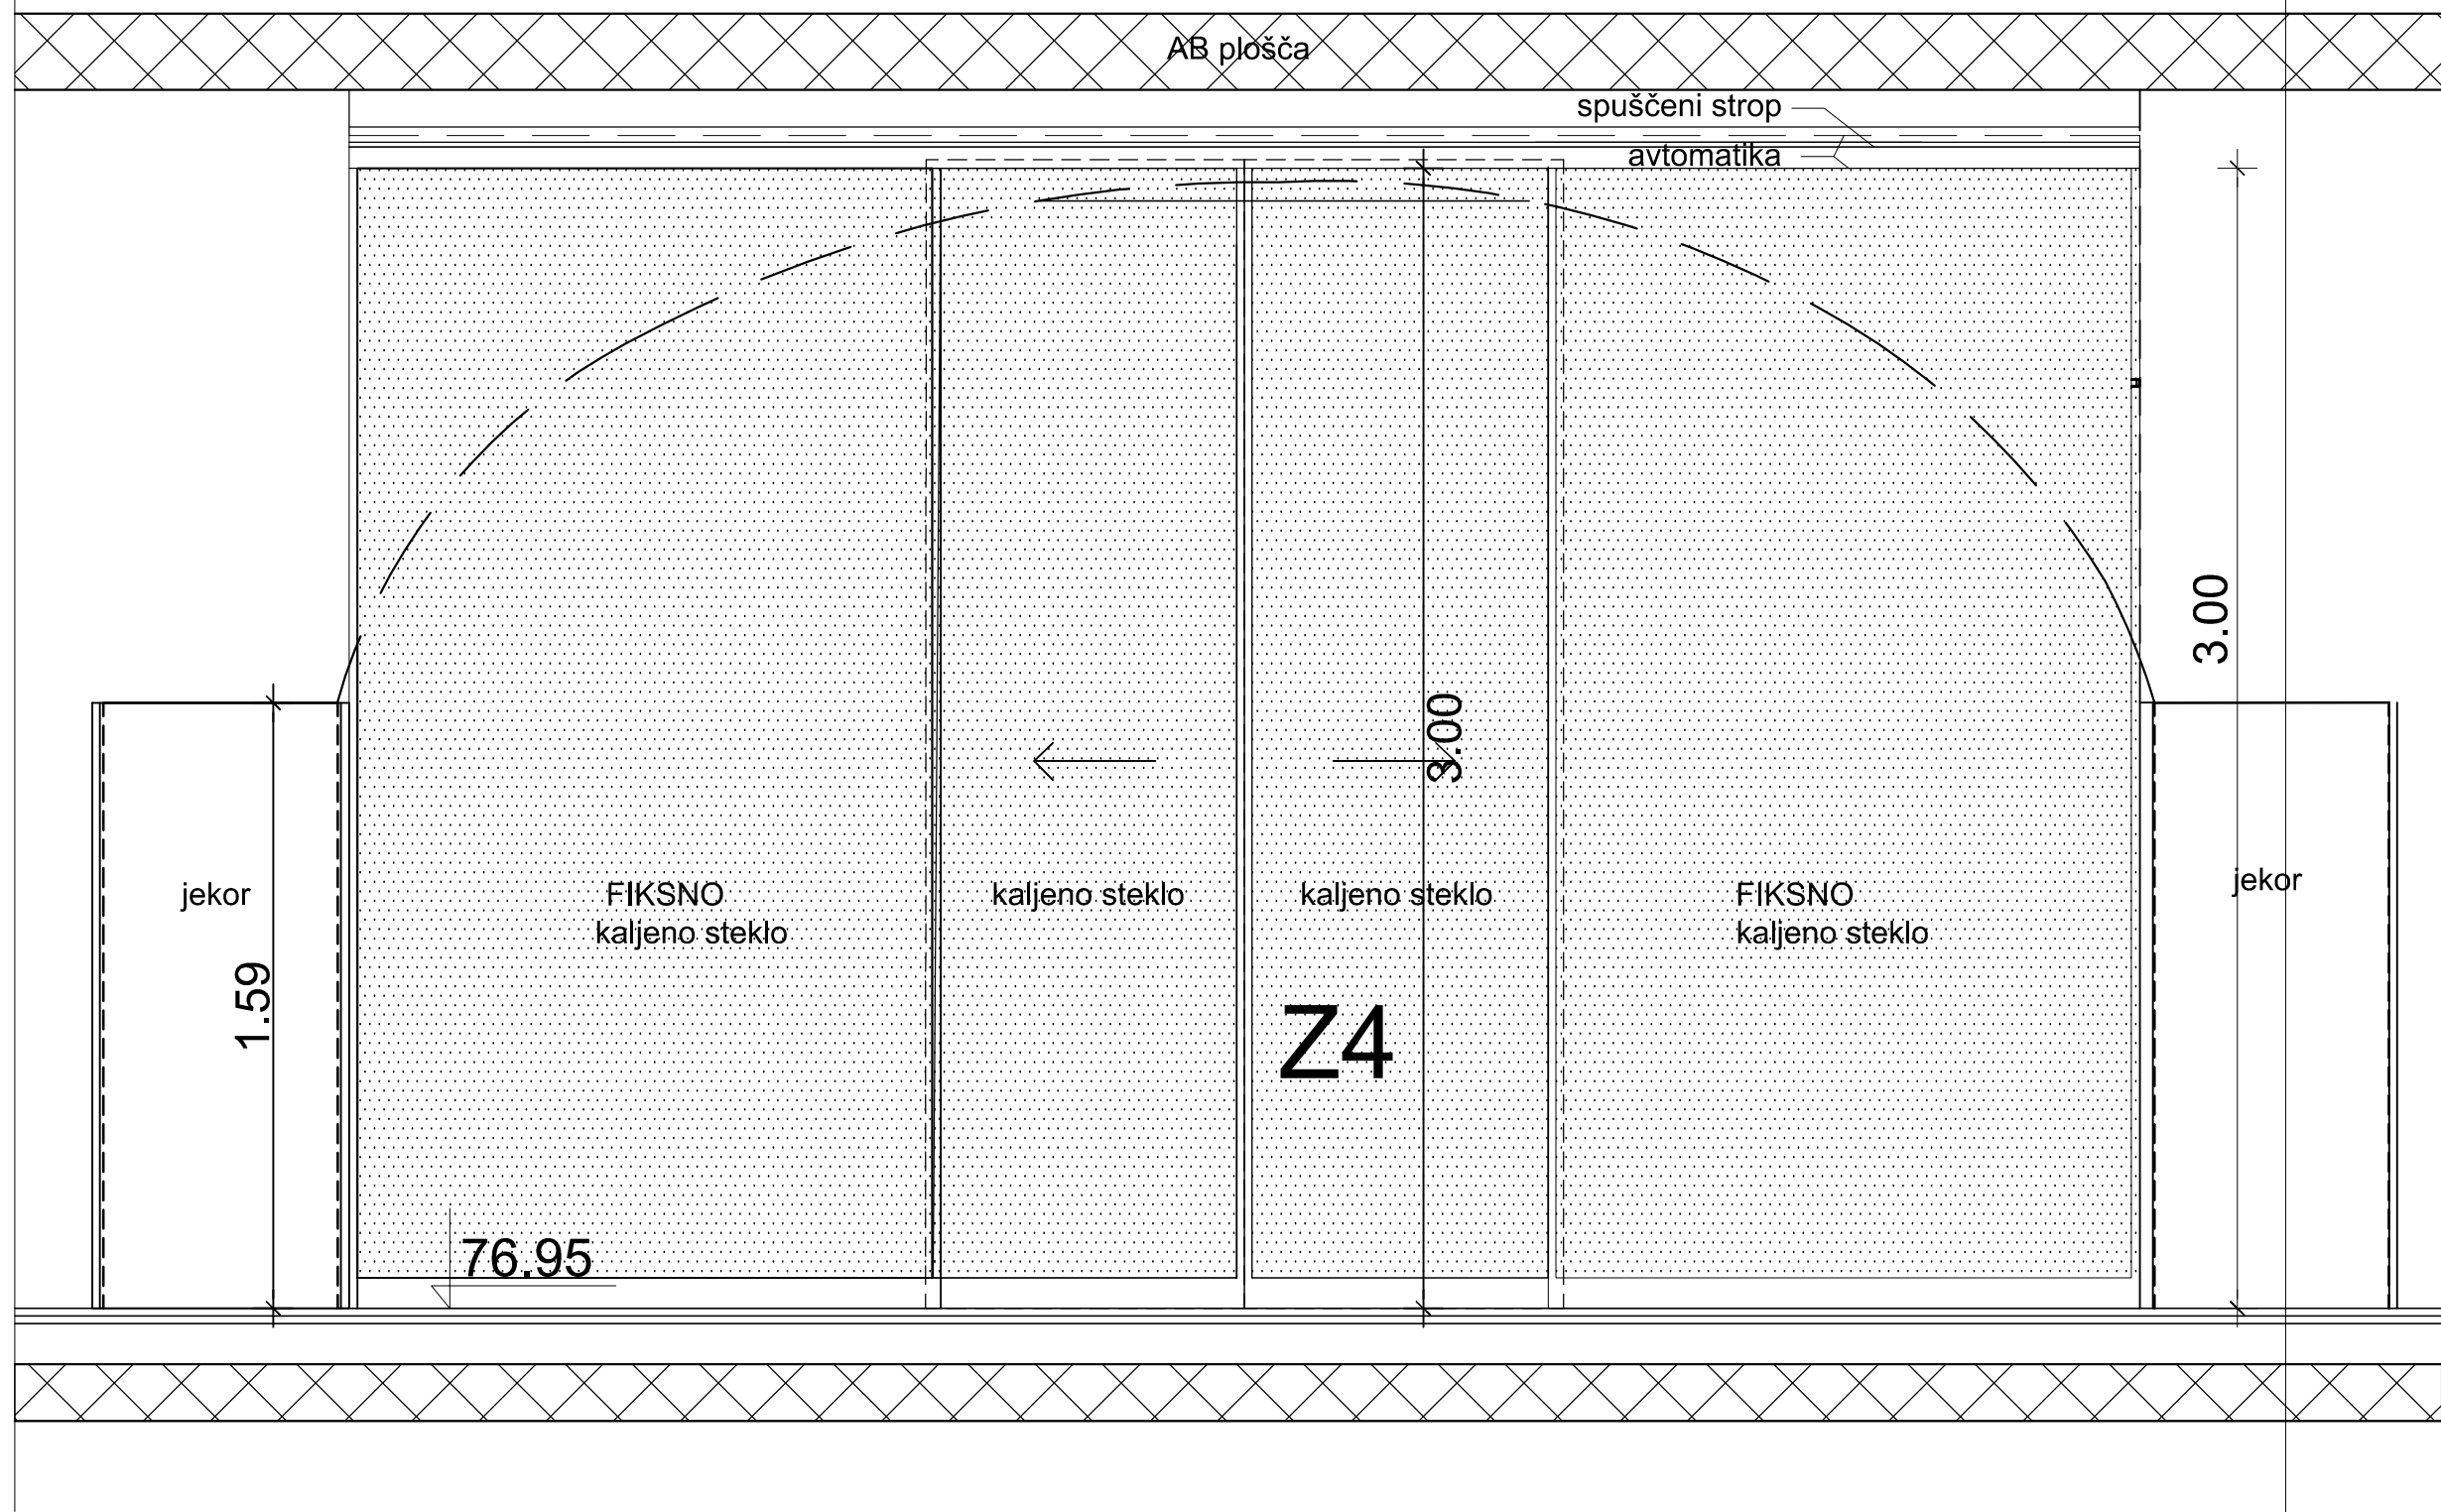 AB plošča
spuščeni strop
avtomatika
3.00
3.00
jekor
FIKSNO
kaljeno steklo
kaljeno steklo
kaljeno steklo
FIKSNO
kaljeno steklo
jekor
1.59
Z4
76.95